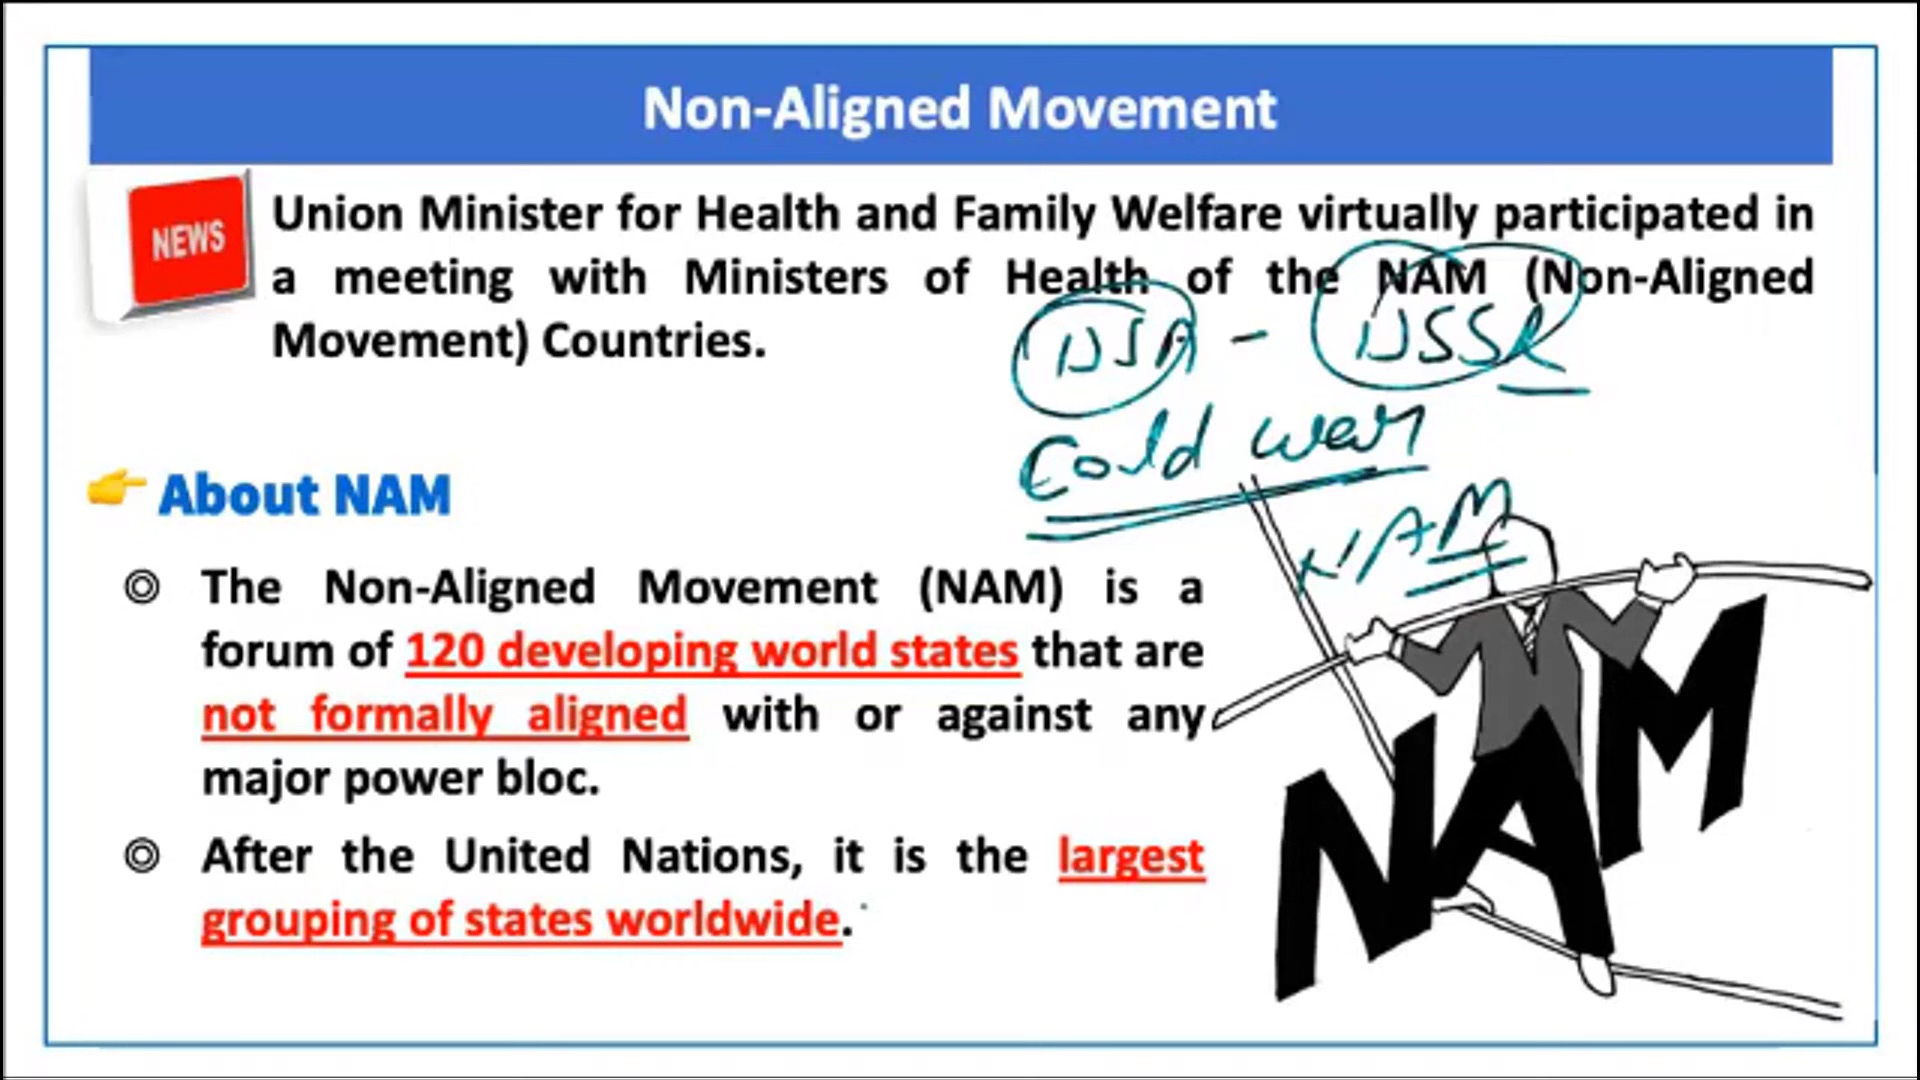 Non-Aligned Movement
NEWS
Union Minister for Health and Family Welfare virtually participated in
a meeting with Ministers of Health of the NAM (Non-Aligned
Movement) Countries.
USA - USSR
Cold war
NAM
About NAM
The Non-Aligned Movement (NAM) is a
forum of 120 developing world states that are
not formally aligned with or against any
major power bloc.
After the United Nations, it is the largest
grouping of states worldwide.
NAM